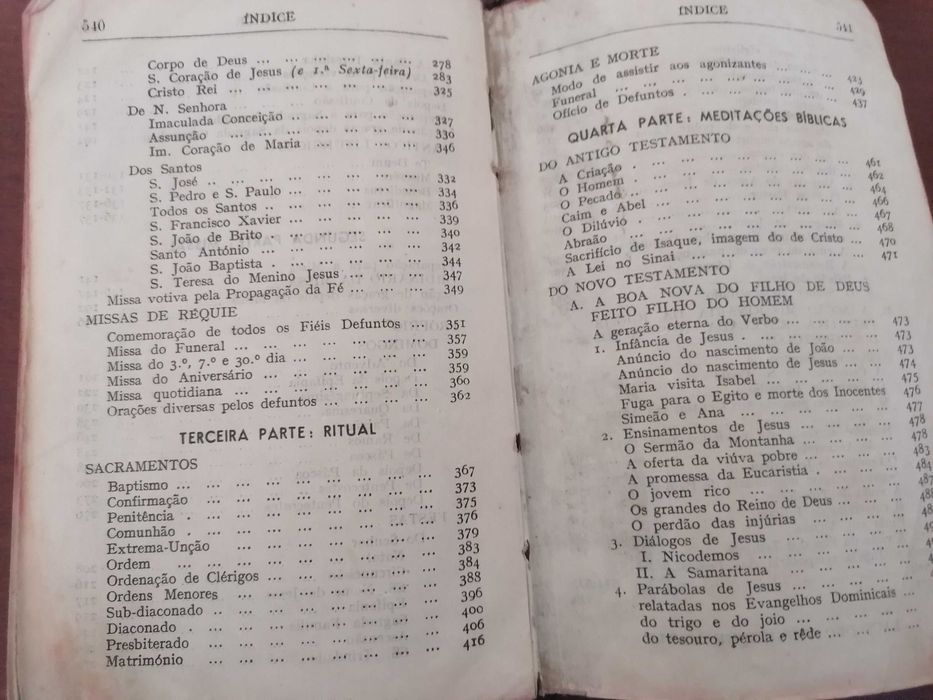 540
ÍNDICE
Corpo de Deus ... ... ... ... ... ... 278
S. Coração de Jesus (e 1.ª Sexta-feira) 283
Cristo Rei ... ... ... ... ... ... ... 325
De N. Senhora
Imaculada Conceição .. ... ... ... ... 327
Assunção ... ... ... ... ... ... ... 330
Im. Coração de Maria ... ... ... ... 346
Dos Santos
S. José .. ... ... ... ... ... ... ... 332
S. Pedro e S. Paulo ... ... ... ... ... 334
Todos os Santos .. ... ... ... ... ... 336
S. Francisco Xavier ... ... ... ... ... 339
S. João de Brito . ... ... ... ... ... 340
Santo António ... ... ... ... ... ... 342
S. João Baptista . ... ... ... ... ... 344
S. Teresa do Menino Jesus ... ... ... 347
Missa votiva pela Propagação da Fé ... ... ... 349
MISSAS DE RÉQUIE
Comemoração de todos os Fiéis Defuntos ... 351
Missa do Funeral ... ... ... ... ... ... 357
Missa do 3.º, 7.º e 30.º dia ... ... ... ... 359
Missa do Aniversário ... ... ... ... ... 359
Missa quotidiana ... ... ... ... ... ... 360
Orações diversas pelos defuntos ... ... ... ... 362
TERCEIRA PARTE: RITUAL
SACRAMENTOS
Baptismo ... ... ... ... ... ... ... ... 367
Confirmação ... ... ... ... ... ... ... 373
Penitência . ... ... ... ... ... ... ... 375
Comunhão . ... ... ... ... ... ... ... 376
Extrema-Unção ... ... ... ... ... ... 379
Ordem ... ... ... ... ... ... ... ... 383
Ordenação de Clérigos ... ... ... ... ... 384
Ordens Menores ... ... ... ... ... ... 388
Sub-diaconado .. ... ... ... ... ... ... 396
Diaconado . ... ... ... ... ... ... ... 400
Presbiterado ... ... ... ... ... ... ... 406
Matrimónio ... ... ... ... ... ... ... 416
ÍNDICE
541
AGONIA E MORTE
Modo de assistir aos agonizantes ... ... ... 425
Funeral ... ... ... ... ... ... ... ... 429
Ofício de Defuntos . ... ... ... ... ... 437
QUARTA PARTE: MEDITAÇÕES BÍBLICAS
DO ANTIGO TESTAMENTO
A Criação . ... ... ... ... ... ... ... 461
O Homem . ... ... ... ... ... ... ... 462
O Pecado .. ... ... ... ... ... ... ... 464
Caim e Abel ... ... ... ... ... ... ... 466
O Dilúvio . ... ... ... ... ... ... ... 467
Abraão ... ... ... ... ... ... ... ... 468
Sacrifício de Isaque, imagem do de Cristo ... 470
A Lei no Sinai ... ... ... ... ... ... 471
DO NOVO TESTAMENTO
A. A BOA NOVA DO FILHO DE DEUS
FEITO FILHO DO HOMEM
A geração eterna do Verbo ... ... ... ... 473
1. Infância de Jesus . ... ... ... ... ... 473
Anúncio do nascimento de João ... ... 474
Anúncio do nascimento de Jesus ... ...
Maria visita Isabel ... ... ... ... ... 475
Fuga para o Egito e morte dos Inocentes 476
Simeão e Ana ... ... ... ... ... ... 477
2. Ensinamentos de Jesus ... ... ... ... 478
O Sermão da Montanha ... ... ... ... 478
A oferta da viúva pobre ... ... ... ... 483
A promessa da Eucaristia . ... ... ... 484
O jovem rico ... ... ... ... ... ...
Os grandes do Reino de Deus ... ... ...
O perdão das injúrias ... ... ... ...
3. Diálogos de Jesus ... ... ... ... ...
I. Nicodemos ... ... ... ... ...
II. A Samaritana ... ... ... ... ...
4. Parábolas de Jesus ... ... ... ... ...
relatadas nos Evangelhos Dominicais ...
do trigo e do joio ... ... ... ... ...
do tesouro, pérola e rêde ... ... ... ...